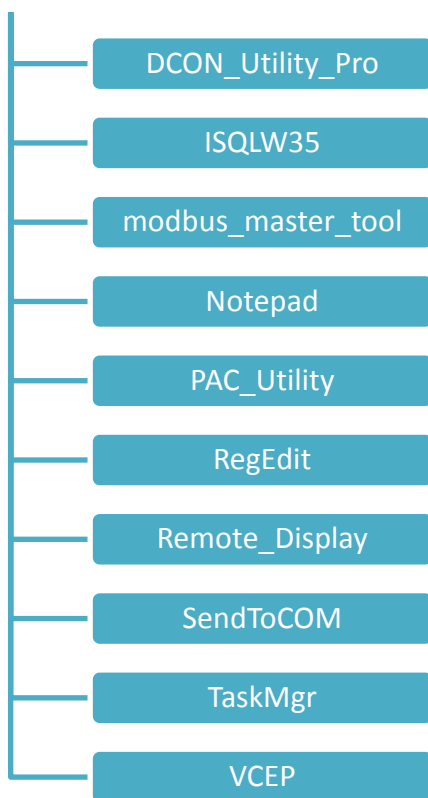 DCON_Utility_Pro
ISQLW35
modbus_master_tool
Notepad
PAC_Utility
RegEdit
Remote_Display
SendToCOM
TaskMgr
VCEP